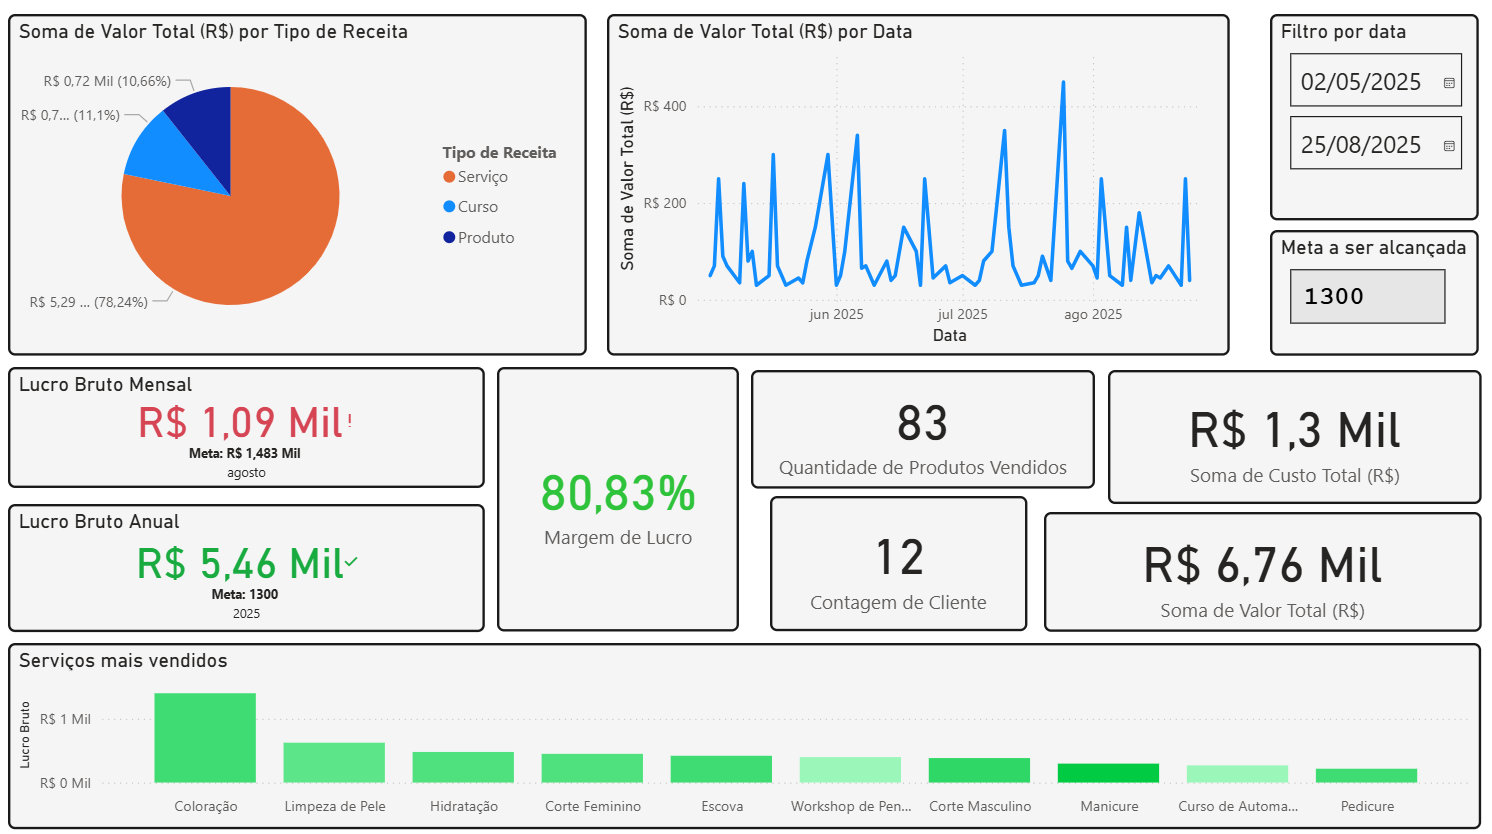 Soma de Valor Total (R$) por Tipo de Receita
R$ 0,72 Mil (10,66%)
R$ 0,7... (11,1%)
R$ 5,29 ... (78,24%)
Tipo de Receita
Serviço
Curso
Produto
Soma de Valor Total (R$) por Data
Soma de Valor Total (R$)
R$ 400
R$ 200
R$ 0
jun 2025
jul 2025
ago 2025
Data
Filtro por data
02/05/2025
25/08/2025
Meta a ser alcançada
1300
Lucro Bruto Mensal
R$ 1,09 Mil!
Meta: R$ 1,483 Mil
agosto
Lucro Bruto Anual
R$ 5,46 Mil
Meta: 1300
2025
80,83%
Margem de Lucro
83
Quantidade de Produtos Vendidos
12
Contagem de Cliente
R$ 1,3 Mil
Soma de Custo Total (R$)
R$ 6,76 Mil
Soma de Valor Total (R$)
Serviços mais vendidos
Lucro Bruto
R$ 1 Mil
R$ 0 Mil
Coloração
Limpeza de Pele
Hidratação
Corte Feminino
Escova
Workshop de Pen...
Corte Masculino
Manicure
Curso de Automa...
Pedicure